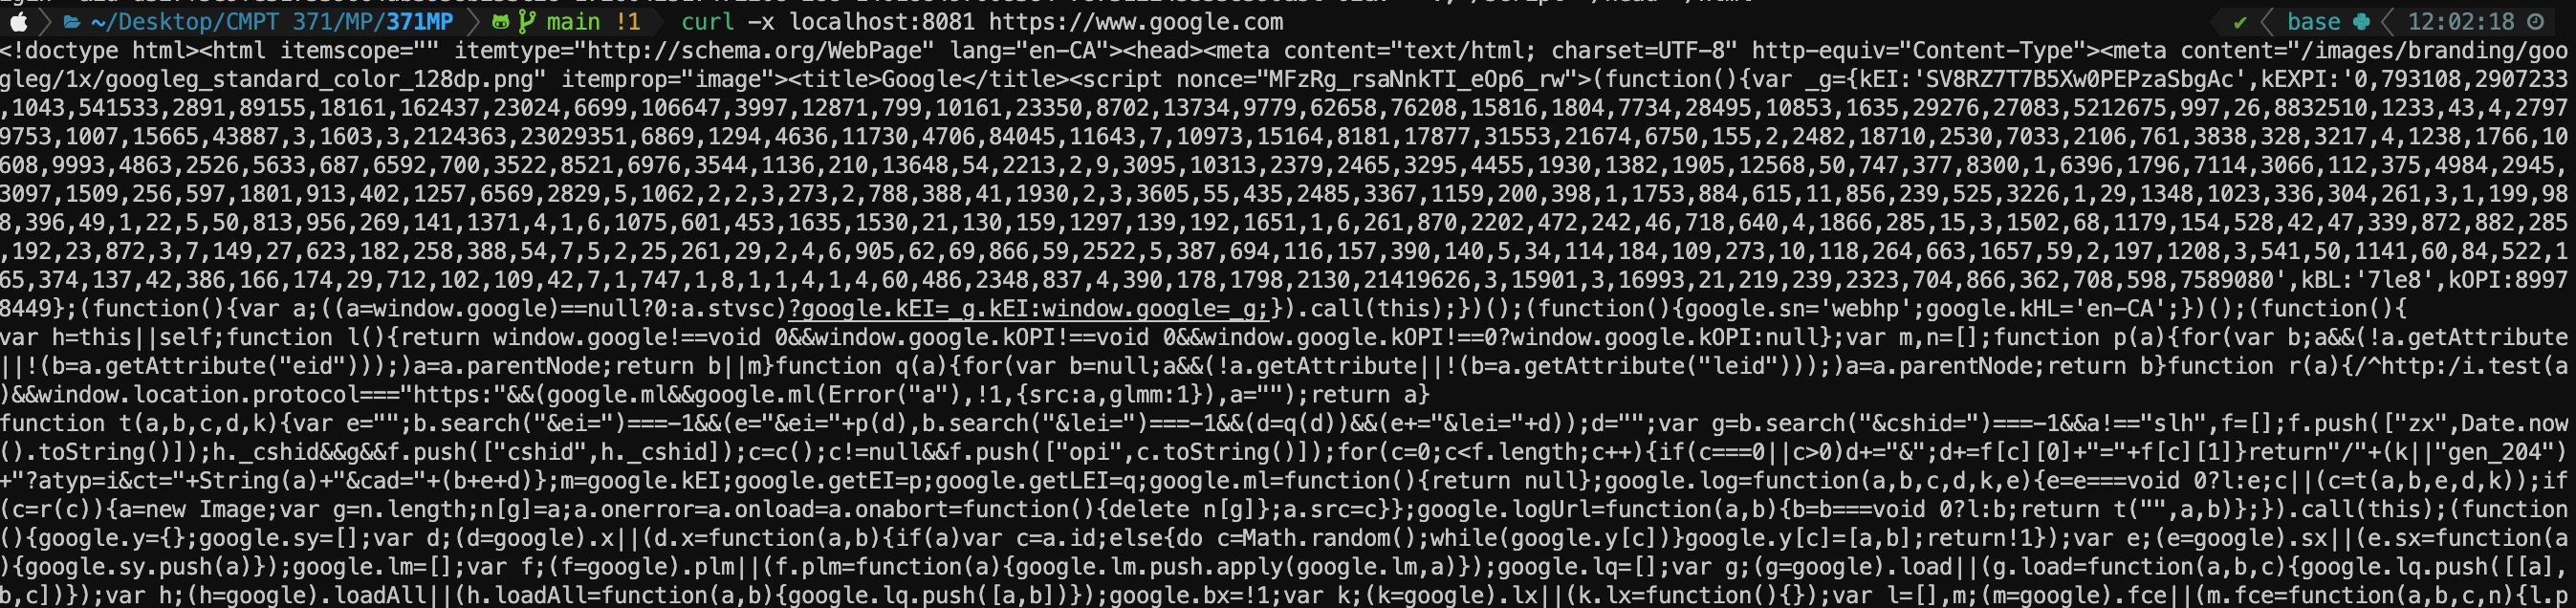 ~/Desktop/CMPT 371/MP/371MP main !1 curl -x localhost:8081 https://www.google.com ✔ base 12:02:18
<!doctype html><html itemscope="" itemtype="http://schema.org/WebPage" lang="en-CA"><head><meta content="text/html; charset=UTF-8" http-equiv="Content-Type"><meta content="/images/branding/goo
gleg/1x/googleg_standard_color_128dp.png" itemprop="image"><title>Google</title><script nonce="MFzRg_rsaNnkTI_eOp6_rw">(function(){var _g={kEI:'SV8RZ7T7B5Xw0PEPzaSbgAc',kEXPI:'0,793108,2907233
,1043,541533,2891,89155,18161,162437,23024,6699,106647,3997,12871,799,10161,23350,8702,13734,9779,62658,76208,15816,1804,7734,28495,10853,1635,29276,27083,5212675,997,26,8832510,1233,43,4,2797
9753,1007,15665,43887,3,1603,3,2124363,23029351,6869,1294,4636,11730,4706,84045,11643,7,10973,15164,8181,17877,31553,21674,6750,155,2,2482,18710,2530,7033,2106,761,3838,328,3217,4,1238,1766,10
608,9993,4863,2526,5633,687,6592,700,3522,8521,6976,3544,1136,210,13648,54,2213,2,9,3095,10313,2379,2465,3295,4455,1930,1382,1905,12568,50,747,377,8300,1,6396,1796,7114,3066,112,375,4984,2945,
3097,1509,256,597,1801,913,402,1257,6569,2829,5,1062,2,2,3,273,2,788,388,41,1930,2,3,3605,55,435,2485,3367,1159,200,398,1,1753,884,615,11,856,239,525,3226,1,29,1348,1023,336,304,261,3,1,199,98
8,396,49,1,22,5,50,813,956,269,141,1371,4,1,6,1075,601,453,1635,1530,21,130,159,1297,139,192,1651,1,6,261,870,2202,472,242,46,718,640,4,1866,285,15,3,1502,68,1179,154,528,42,47,339,872,882,285
,192,23,872,3,7,149,27,623,182,258,388,54,7,5,2,25,261,29,2,4,6,905,62,69,866,59,2522,5,387,694,116,157,390,140,5,34,114,184,109,273,10,118,264,663,1657,59,2,197,1208,3,541,50,1141,60,84,522,1
65,374,137,42,386,166,174,29,712,102,109,42,7,1,747,1,8,1,1,4,1,4,60,486,2348,837,4,390,178,1798,2130,21419626,3,15901,3,16993,21,219,239,2323,704,866,362,708,598,7589080',kBL:'7le8',kOPI:8997
8449};(function(){var a;((a=window.google)==null?0:a.stvsc)?google.kEI=_g.kEI:window.google=_g;}).call(this);})();(function(){google.sn='webhp';google.kHL='en-CA';})();(function(){
var h=this||self;function l(){return window.google!==void 0&&window.google.kOPI!==void 0&&window.google.kOPI!==0?window.google.kOPI:null};var m,n=[];function p(a){for(var b;a&&(!a.getAttribute
||!(b=a.getAttribute("eid")));)a=a.parentNode;return b||m}function q(a){for(var b=null;a&&(!a.getAttribute||!(b=a.getAttribute("leid")));)a=a.parentNode;return b}function r(a){/^http:/i.test(a
)&&window.location.protocol==="https:"&&(google.ml&&google.ml(Error("a"),!1,{src:a,glmm:1}),a="");return a}
function t(a,b,c,d,k){var e="";b.search("&ei=")===-1&&(e="&ei="+p(d),b.search("&lei=")===-1&&(d=q(d))&&(e+="&lei="+d));d="";var g=b.search("&cshid=")===-1&&a!=="slh",f=[];f.push(["zx",Date.now
().toString()]);h._cshid&&g&&f.push(["cshid",h._cshid]);c=c();c!=null&&f.push(["opi",c.toString()]);for(c=0;c<f.length;c++){if(c===0||c>0)d+="&";d+=f[c][0]+"="+f[c][1]}return"/"+(k||"gen_204")
+"?atyp=i&ct="+String(a)+"&cad="+(b+e+d)};m=google.kEI;google.getEI=p;google.getLEI=q;google.ml=function(){return null};google.log=function(a,b,c,d,k,e){e=e===void 0?l:e;c||(c=t(a,b,e,d,k));if
(c=r(c)){a=new Image;var g=n.length;n[g]=a;a.onerror=a.onload=a.onabort=function(){delete n[g]};a.src=c}};google.logUrl=function(a,b){b=b===void 0?l:b;return t("",a,b)};}).call(this);(function
(){google.y={};google.sy=[];var d;(d=google).x||(d.x=function(a,b){if(a)var c=a.id;else{do c=Math.random();while(google.y[c])}google.y[c]=[a,b];return!1});var e;(e=google).sx||(e.sx=function(a
){google.sy.push(a)});google.lm=[];var f;(f=google).plm||(f.plm=function(a){google.lm.push.apply(google.lm,a)});google.lq=[];var g;(g=google).load||(g.load=function(a,b,c){google.lq.push([[a],
b,c])});var h;(h=google).loadAll||(h.loadAll=function(a,b){google.lq.push([a,b])});google.bx=!1;var k;(k=google).lx||(k.lx=function(){});var l=[],m;(m=google).fce||(m.fce=function(a,b,c,n){l.p